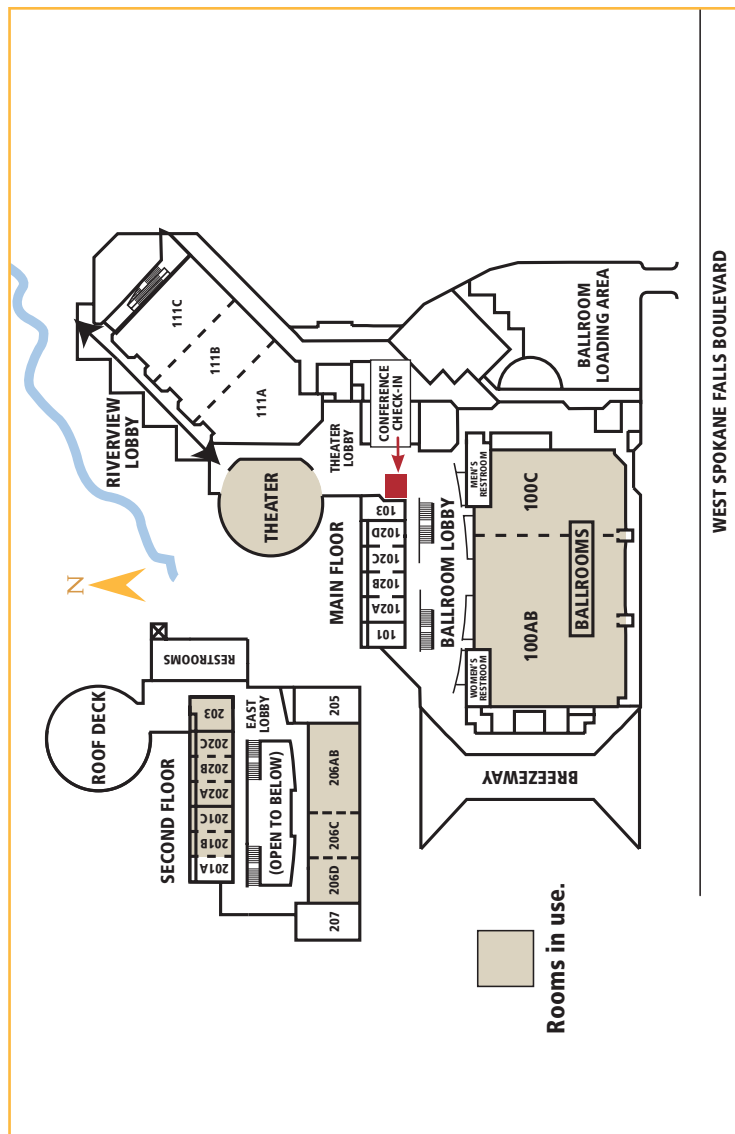 N
RIVERVIEW
LOBBY
111C
111B
111A
THEATER
THEATER
LOBBY
CONFERENCE
CHECK-IN
MAIN FLOOR
101
102A
102B
102C
102D
103
BALLROOM LOBBY
WOMEN'S
RESTROOM
MEN'S
RESTROOM
100AB
100C
BALLROOMS
BALLROOM
LOADING AREA
BREEZEWAY
WEST SPOKANE FALLS BOULEVARD
ROOF DECK
RESTROOMS
SECOND FLOOR
201A
201B
201C
202A
202B
202C
203
EAST
LOBBY
(OPEN TO BELOW)
207
206D
206C
206AB
205
Rooms in use.